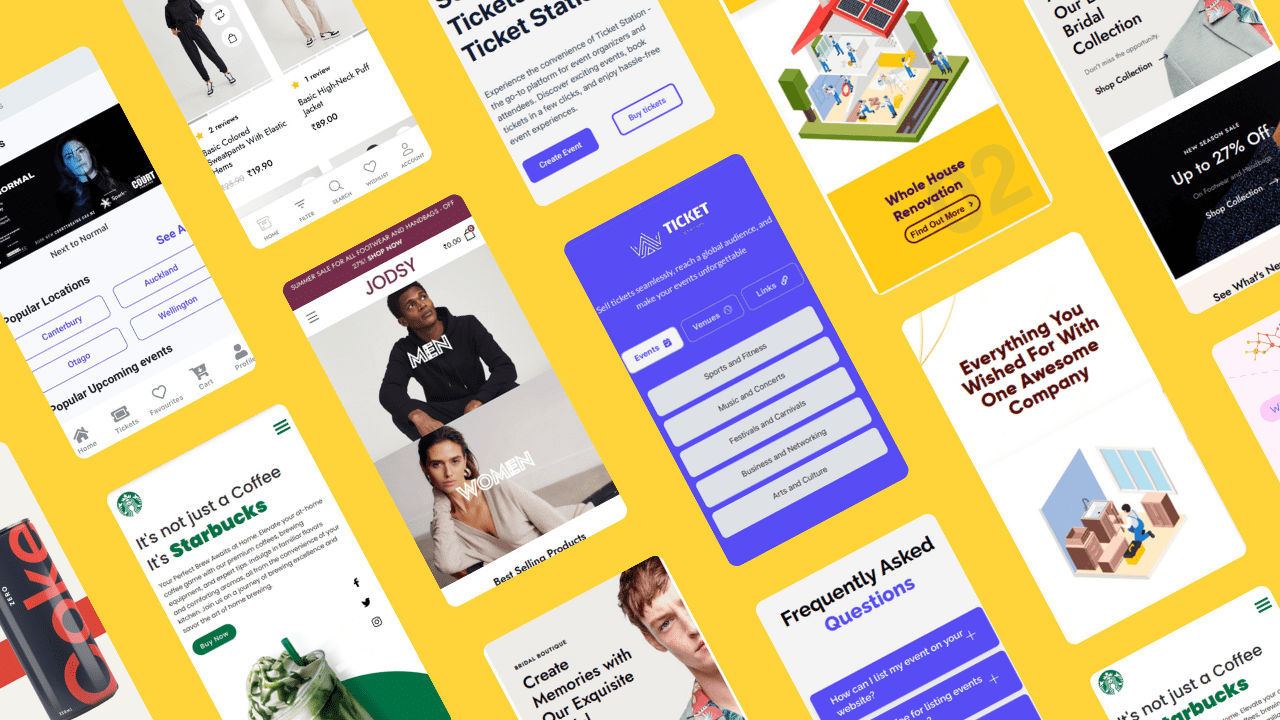 NORMAL
THE COURT
Spark
Next to Normal
See A
Popular Locations
Canterbury
Auckland
Otago
Wellington
Popular Upcoming events
Home
Tickets
Favourites
Cart
Profile
2 reviews
Basic Colored
Sweatpants With Elastic
Hems
₹19.90
1 review
Basic High-Neck Puff
Jacket
₹89.00
HOME
FILTER
SEARCH
WISHLIST
ACCOUNT
Tickets
Ticket Station
Experience the convenience of Ticket Station -
the go-to platform for event organizers and
attendees. Discover exciting events, book
tickets in a few clicks, and enjoy hassle-free
event experiences.
Create Event
Buy tickets
02
Whole House
Renovation
Find Out More
Our
Bridal
Collection
Don't miss the opportunity.
Shop Collection
NEW SEASON SALE
Up to 27% Off
On Footwear and Handbags
Shop Collection
See What's Ne
SUMMER SALE FOR ALL FOOTWEAR AND HANDBAGS - OFF
27%! SHOP NOW
JODSY
₹0.00
0
MEN
WOMEN
Best Selling Products
TICKET
Sell tickets seamlessly, reach a global audience, and
make your events unforgettable
Events
Venues
Links
Sports and Fitness
Music and Concerts
Festivals and Carnivals
Business and Networking
Arts and Culture
Everything You
Wished For With
One Awesome
Company
It's not just a Coffee
It's Starbucks
Your Perfect Brew Awaits at Home. Elevate your at-home
coffee game with our premium coffees, brewing
equipment, and expert tips. Indulge in familiar flavors
and comforting aromas, all from the convenience of your
kitchen. Join us on a journey of brewing excellence and
savor the art of home brewing.
Buy Now
ZERO
Coke
BRIDAL BOUTIQUE
Create
Memories with
Our Exquisite
Frequently Asked
Questions
How can I list my event on your
website?
for listing events
It's not just a Coffee
Starbucks
Your Perfect Brew Awaits at Home. Elevate your